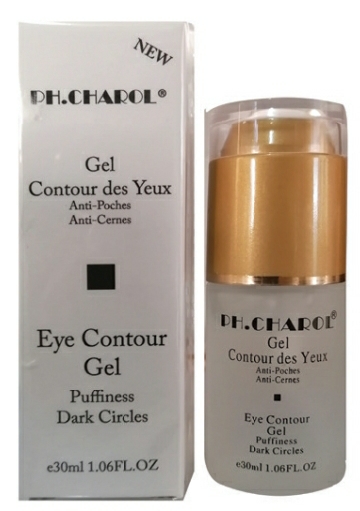 NEW
PH.CHAROL®
Gel
Contour des Yeux
Anti-Poches
Anti-Cernes
Eye Contour
Gel
Puffiness
Dark Circles
e30ml 1.06FL.OZ
PH.CHAROL®
Gel
Contour des Yeux
Anti-Poches
Anti-Cernes
Eye Contour
Gel
Puffiness
Dark Circles
e30ml 1.06FL.OZ